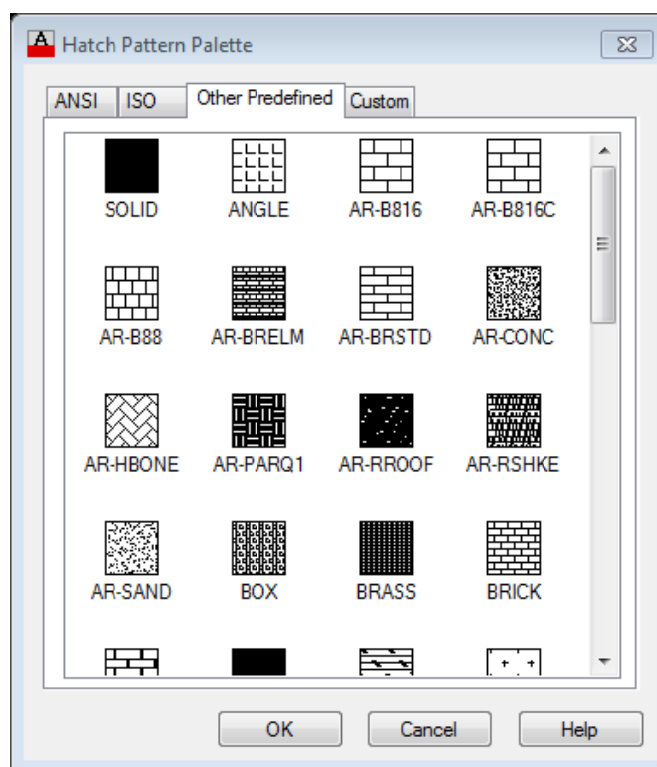 A Hatch Pattern Palette
ANSI ISO Other Predefined Custom
SOLID ANGLE AR-B816 AR-B816C
AR-B88 AR-BRELM AR-BRSTD AR-CONC
AR-HBONE AR-PARQ1 AR-RROOF AR-RSHKE
AR-SAND BOX BRASS BRICK
OK Cancel Help